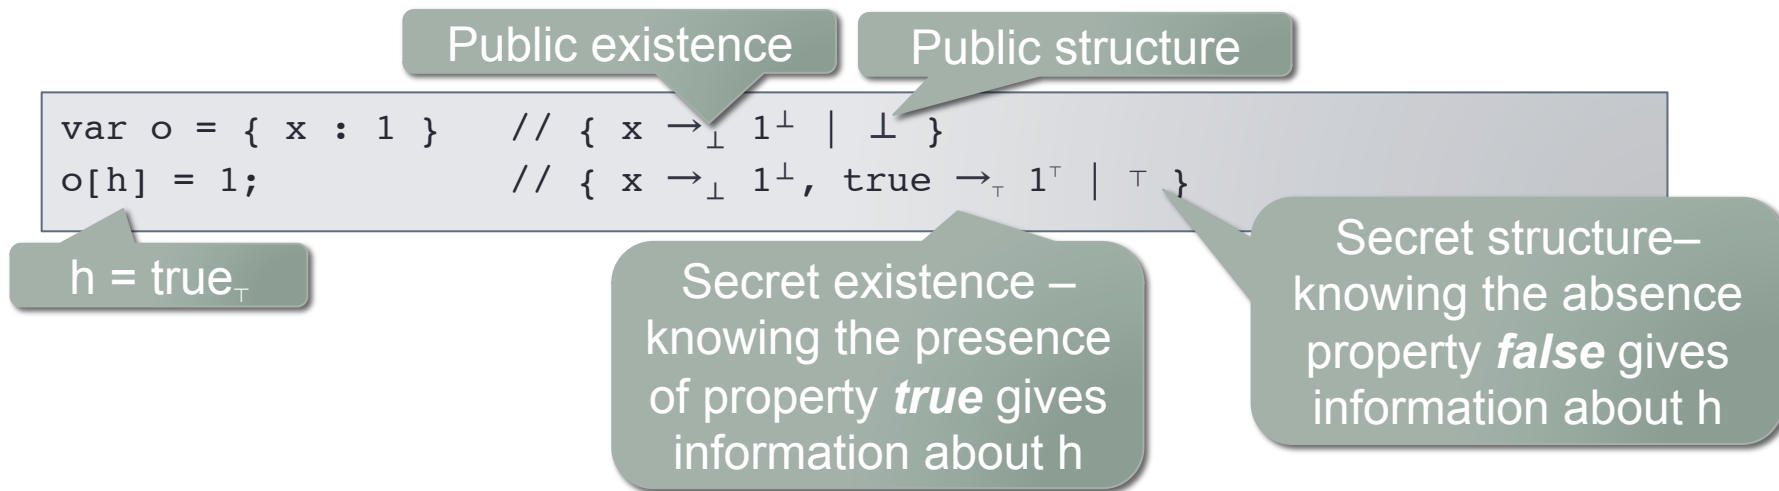 Public existence
Public structure
var o = { x : 1 } // { x →⊥ 1⊥ | ⊥ }
o[h] = 1; // { x →⊥ 1⊥, true →⊤ 1⊤ | ⊤ }
h = true⊤
Secret existence –
knowing the presence
of property true gives
information about h
Secret structure–
knowing the absence
property false gives
information about h